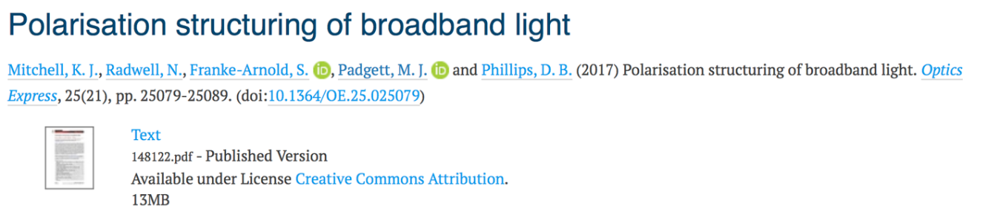 Polarisation structuring of broadband light
Mitchell, K. J., Radwell, N., Franke-Arnold, S. iD, Padgett, M. J. iD and Phillips, D. B. (2017) Polarisation structuring of broadband light. Optics
Express, 25(21), pp. 25079-25089. (doi:10.1364/OE.25.025079)
Text
148122.pdf - Published Version
Available under License Creative Commons Attribution.
13MB